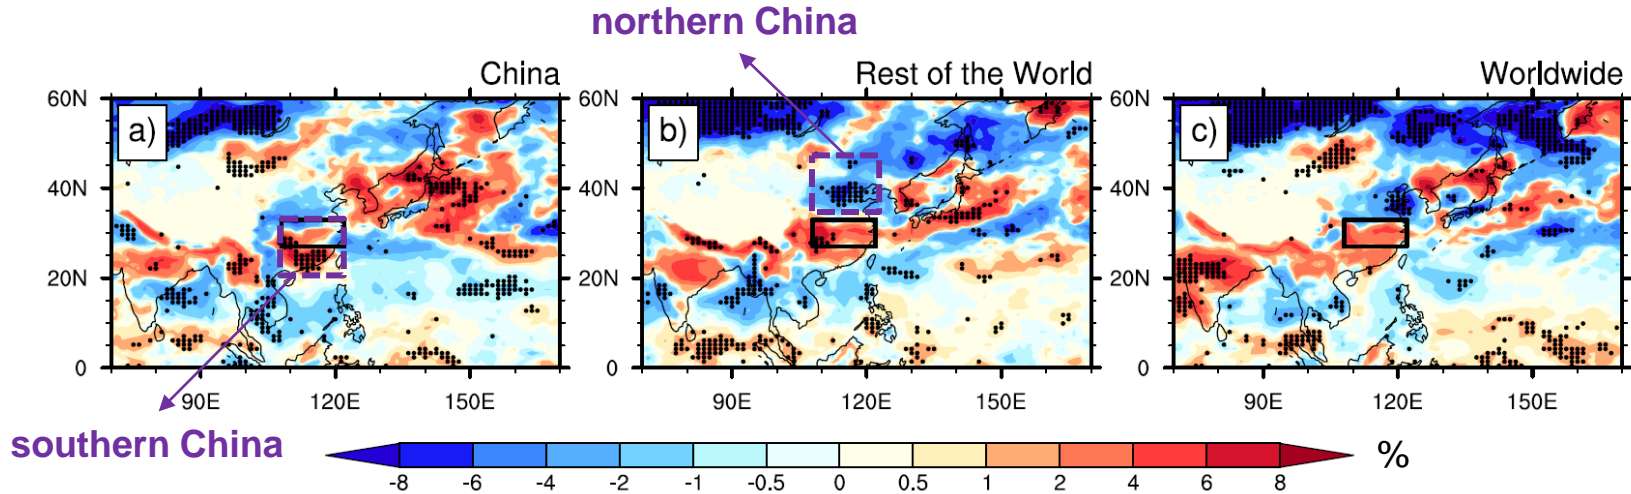 northern China
China
Rest of the World
Worldwide
60N
60N
60N
a)
b)
c)
40N
40N
40N
20N
20N
20N
0
0
0
90E
120E
150E
90E
120E
150E
90E
120E
150E
southern China
%
-8
-6
-4
-2
-1
-0.5
0
0.5
1
2
4
6
8